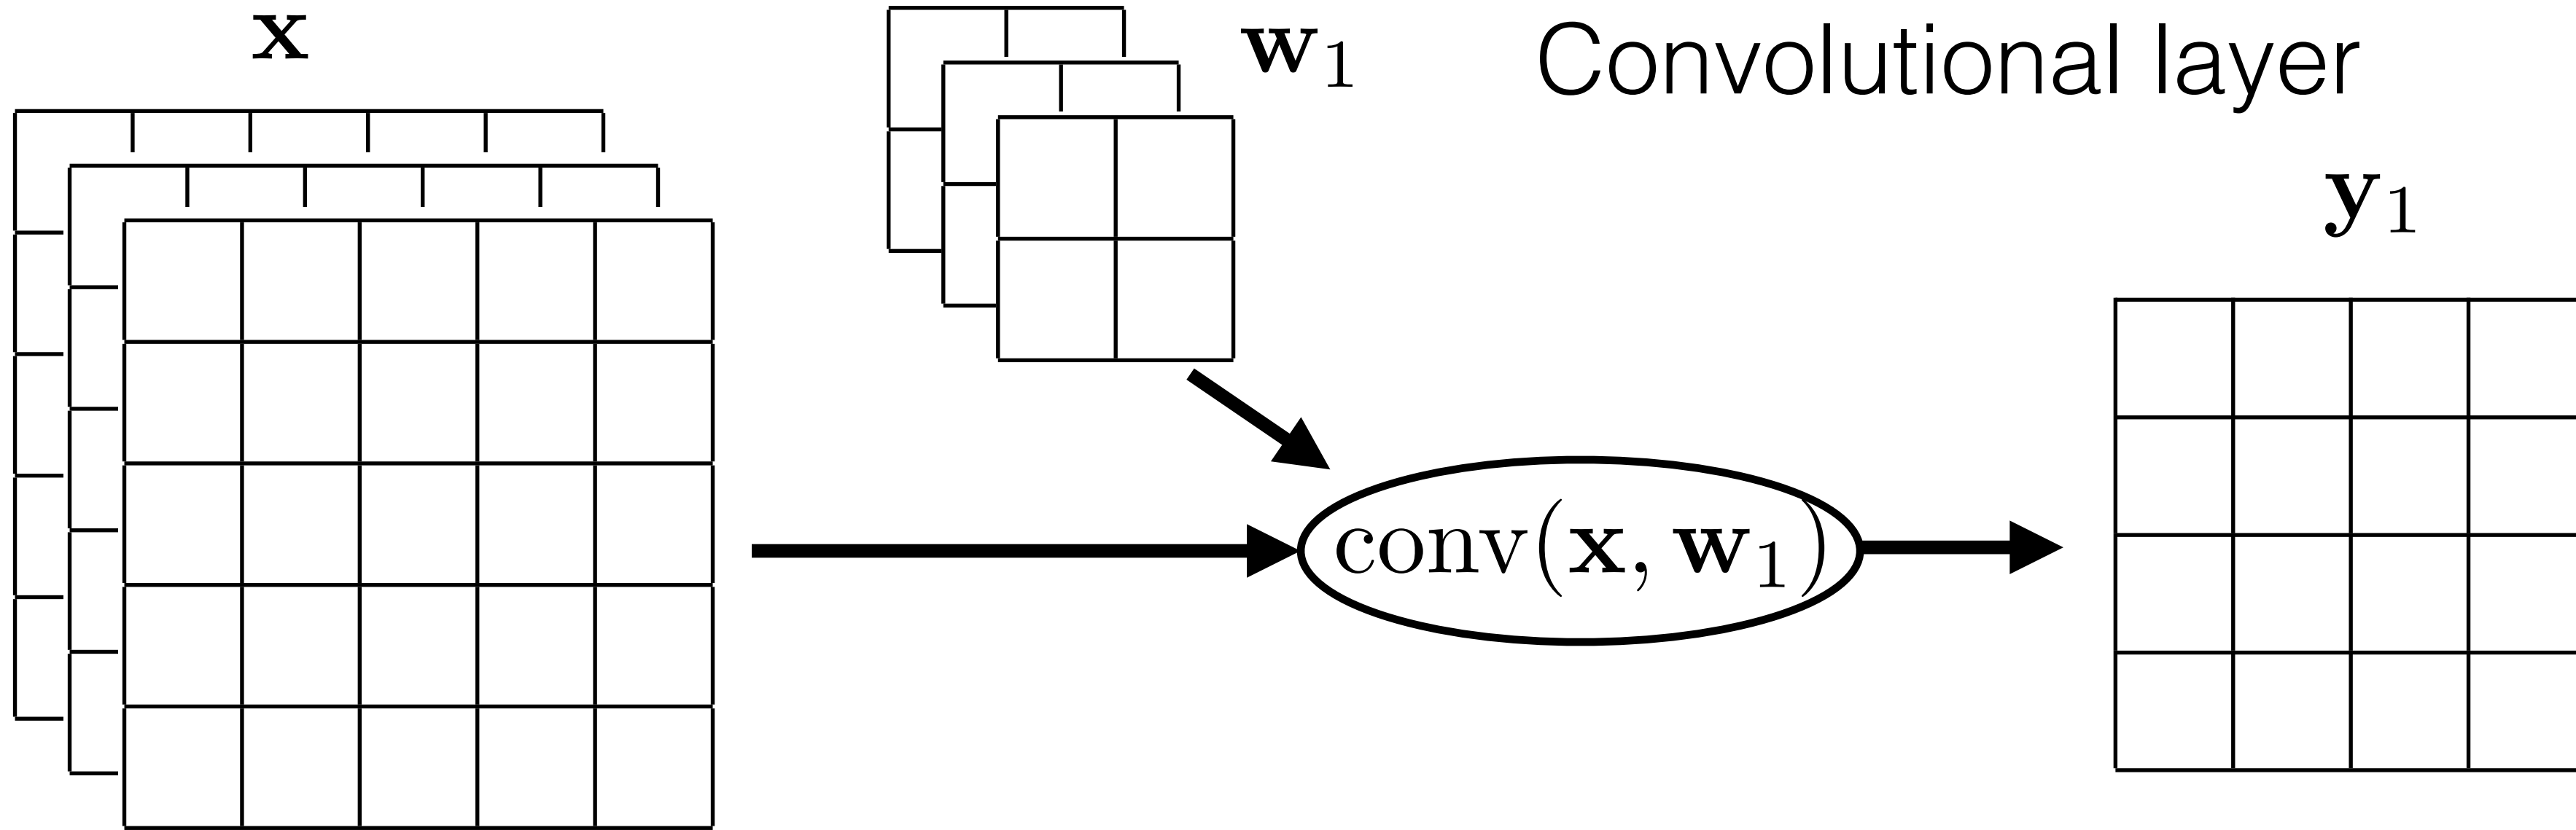 x
w₁
Convolutional layer
y₁
conv(x, w₁)